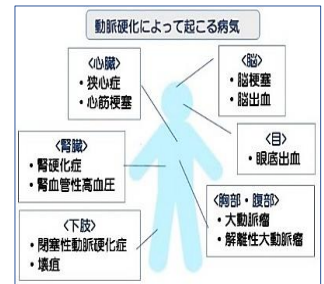 動脈硬化によって起こる病気
<心臓>
・狭心症
・心筋梗塞
<脳>
・脳梗塞
・脳出血
<目>
・眼底出血
<腎臓>
・腎硬化症
・腎血管性高血圧
<胸部・腹部>
・大動脈瘤
・解離性大動脈瘤
<下肢>
・閉塞性動脈硬化症
・壊疽